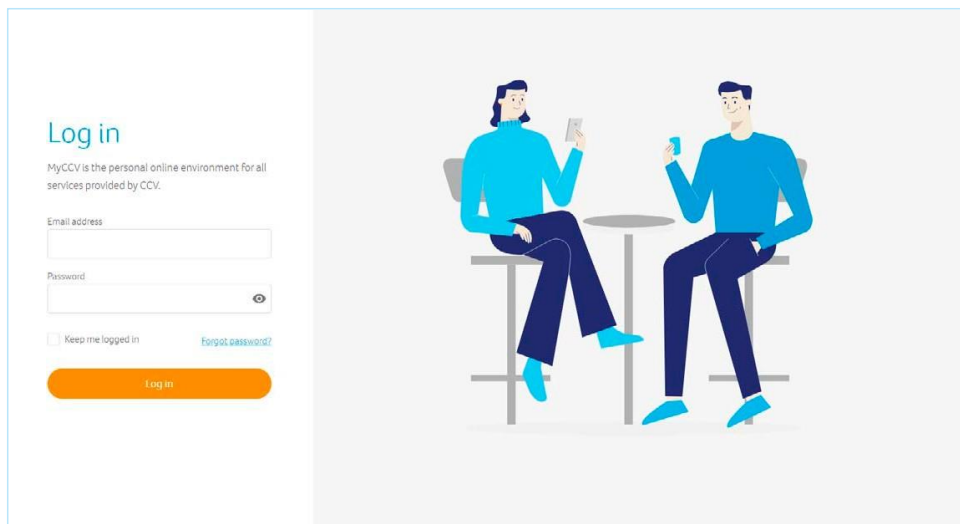 Log in
MyCCV is the personal online environment for all
services provided by CCV.
Email address
Password
Keep me logged in
Forgot password?
Log in